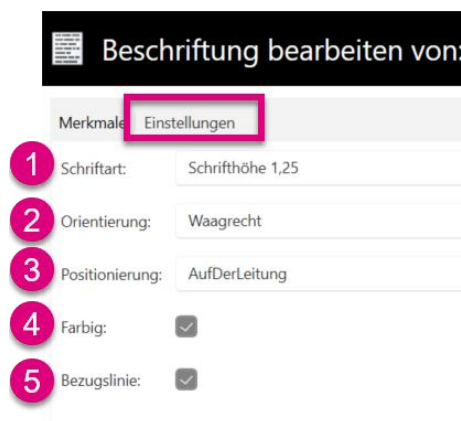 Beschriftung bearbeiten von:
Merkmale Einstellungen
1 Schriftart: Schrifthöhe 1,25
2 Orientierung: Waagrecht
3 Positionierung: AufDerLeitung
4 Farbig:
5 Bezugslinie: